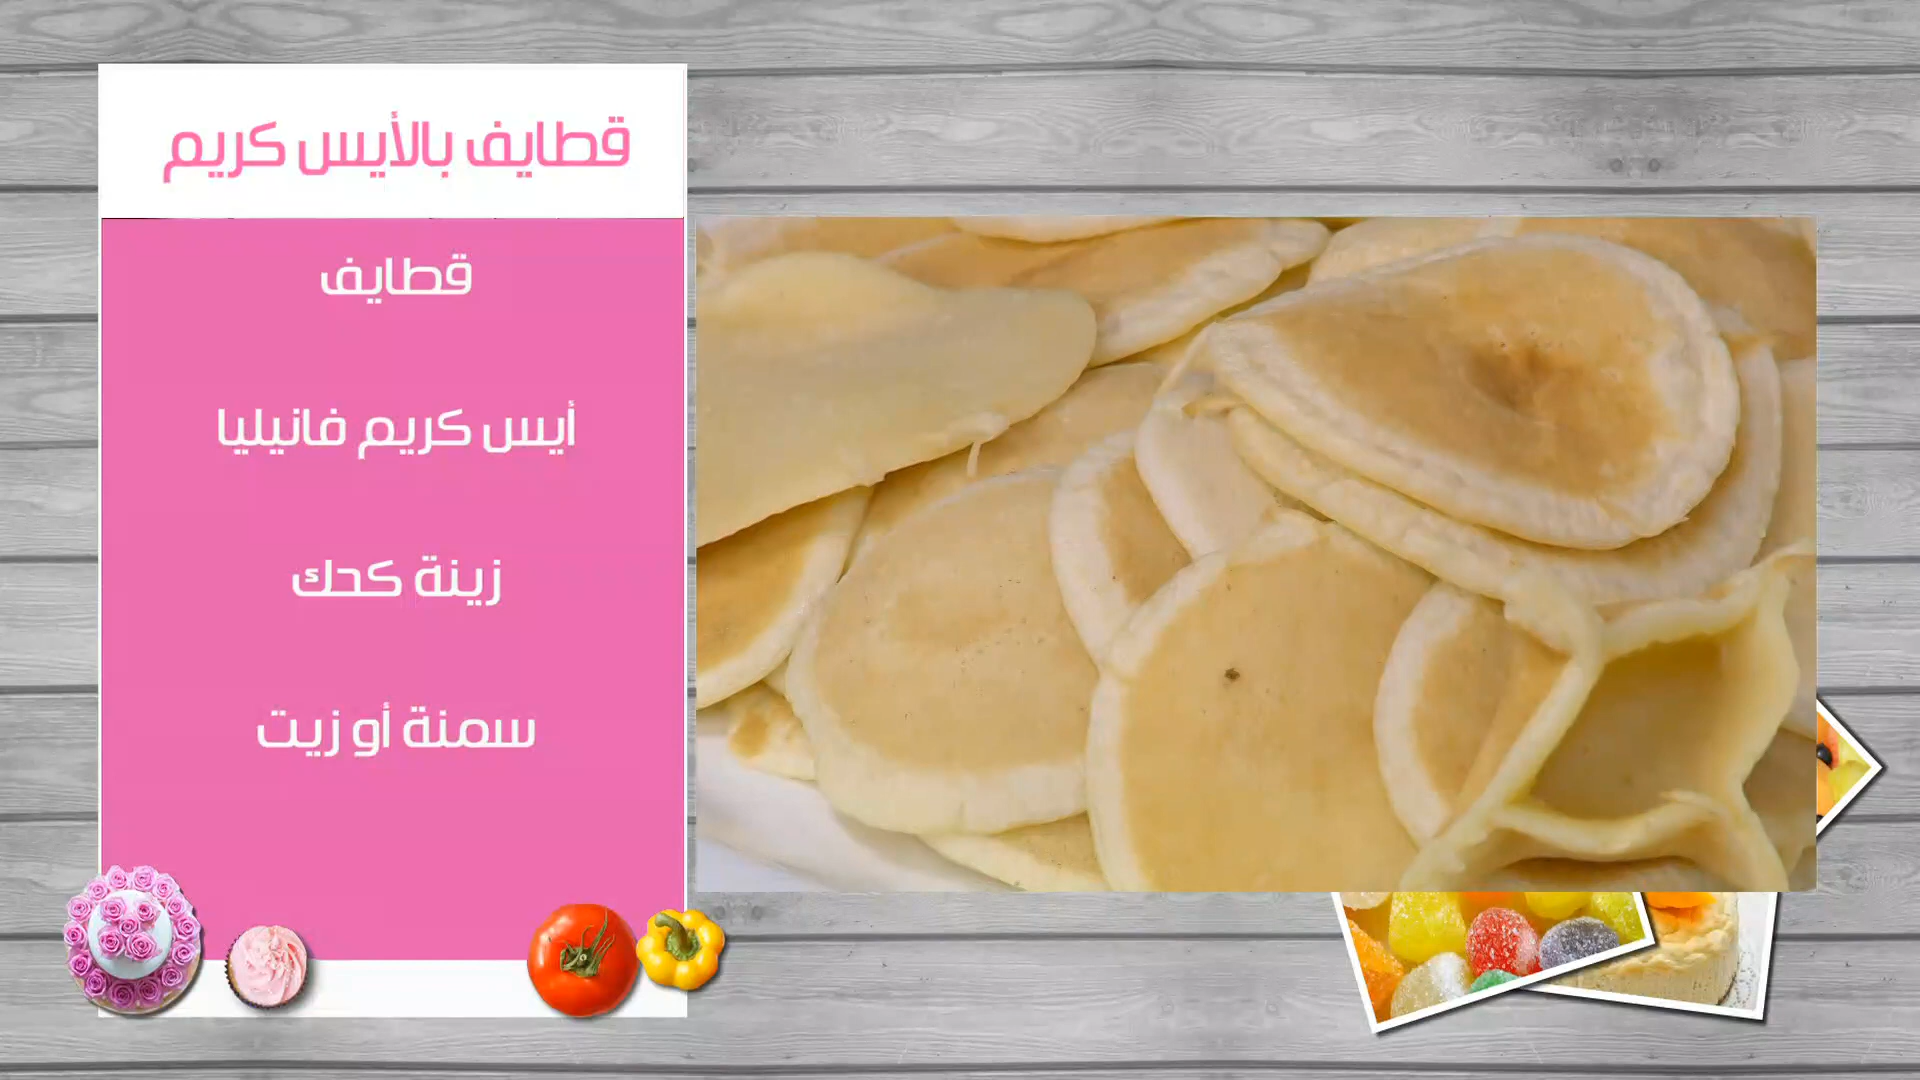 قطايف بالأيس كريم
قطايف
أيس كريم فانيليا
زينة كحك
سمنة أو زيت